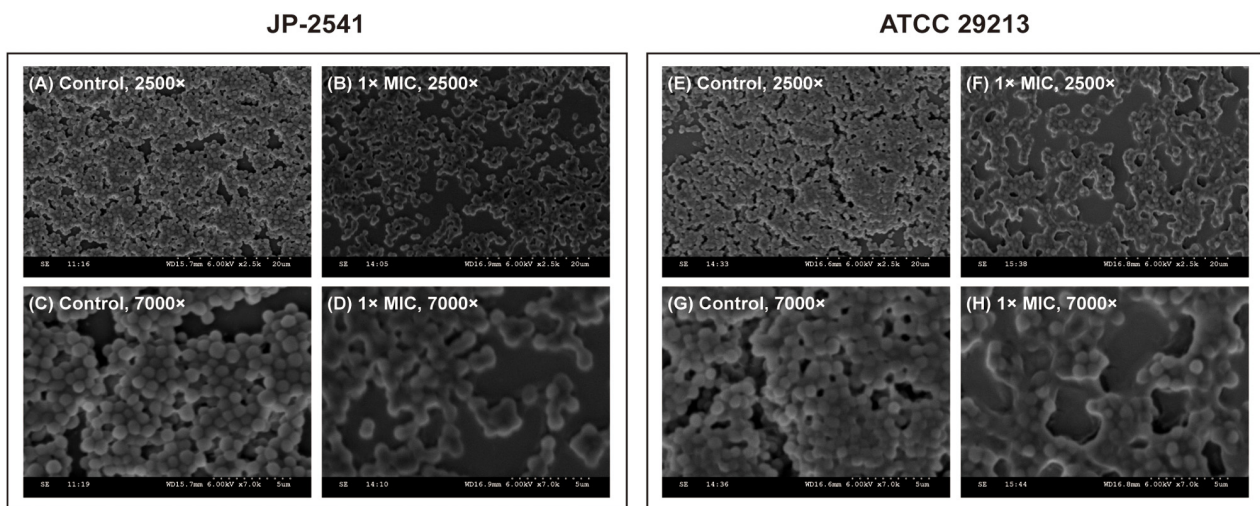 JP-2541
ATCC 29213
(A) Control, 2500×
(B) 1× MIC, 2500×
(E) Control, 2500×
(F) 1× MIC, 2500×
SE 11:16 WD15.7mm 6.00kV x2.5k 20um
SE 14:05 WD16.9mm 6.00kV x2.5k 20um
SE 14:33 WD16.6mm 6.00kV x2.5k 20um
SE 15:38 WD16.8mm 6.00kV x2.5k 20um
(C) Control, 7000×
(D) 1× MIC, 7000×
(G) Control, 7000×
(H) 1× MIC, 7000×
SE 11:19 WD15.7mm 6.00kV x7.0k 5um
SE 14:10 WD16.9mm 6.00kV x7.0k 5um
SE 14:36 WD16.6mm 6.00kV x7.0k 5um
SE 15:44 WD16.8mm 6.00kV x7.0k 5um